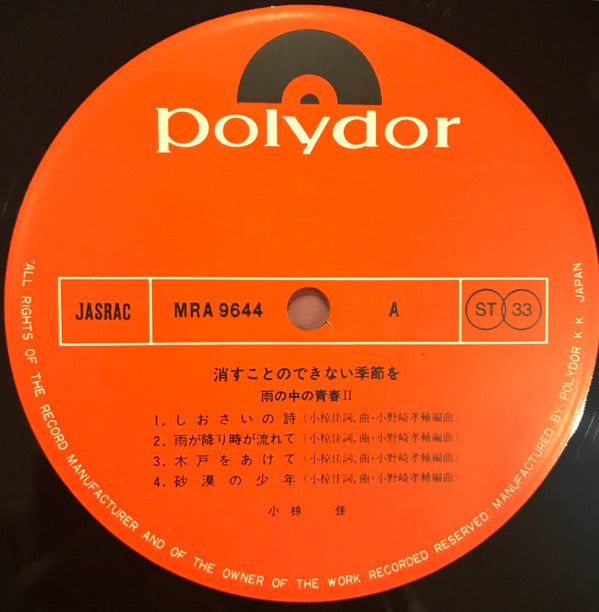 polydor
JASRAC MRA 9644 A ST 33
消すことのできない季節を
雨の中の青春II
1. しおさいの詩 (小椋佳詞,曲・小野崎孝輔編曲)
2. 雨が降り時が流れて (小椋佳詞,曲・小野崎孝輔編曲)
3. 木戸をあけて (小椋佳詞,曲・小野崎孝輔編曲)
4. 砂漠の少年 (小椋佳詞,曲・小野崎孝輔編曲)
小椋 佳
"ALL RIGHTS OF THE RECORD MANUFACTURER AND OF THE OWNER OF THE WORK RECORDED RESERVED" MANUFACTURED BY POLYDOR K.K. JAPAN